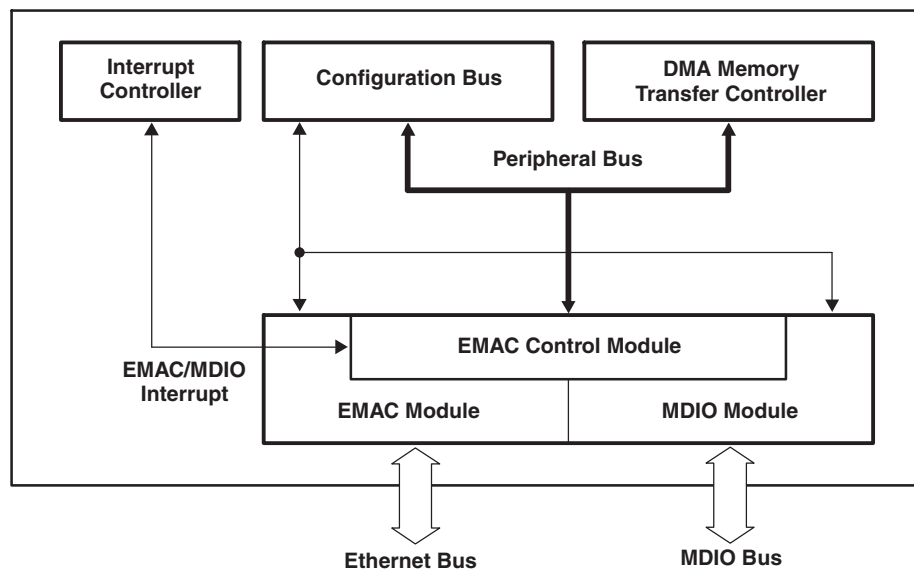 Interrupt
Controller
Configuration Bus
DMA Memory
Transfer Controller
Peripheral Bus
EMAC Control Module
EMAC/MDIO
Interrupt
EMAC Module
MDIO Module
Ethernet Bus
MDIO Bus